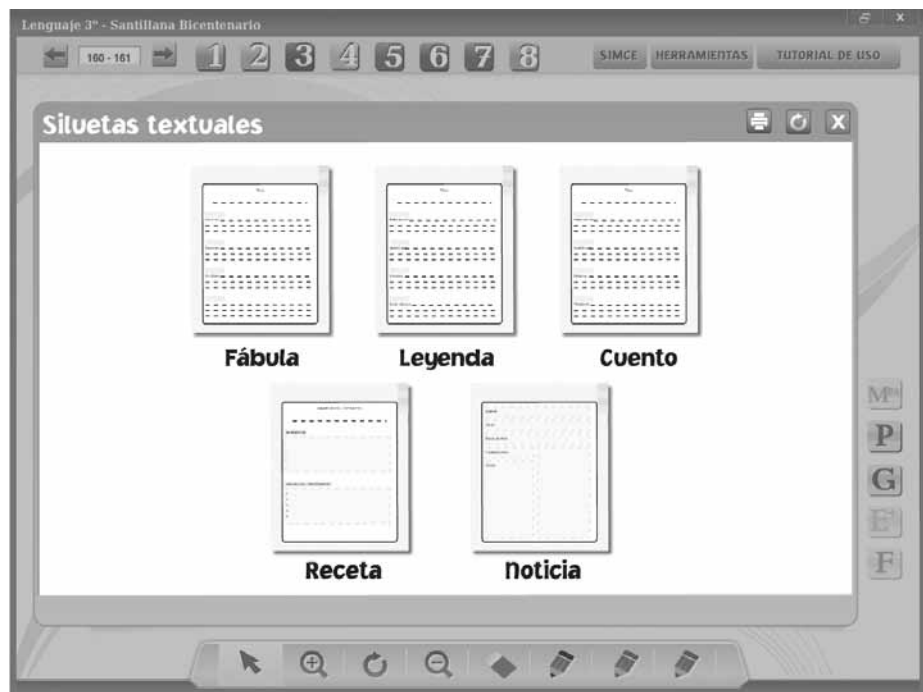 Lenguaje 3º - Santillana Bicentenario
160 - 161 1 2 3 4 5 6 7 8 SIMCE HERRAMIENTAS TUTORIAL DE USO
Siluetas textuales
Fábula Leyenda Cuento
Receta Noticia
P
G
F